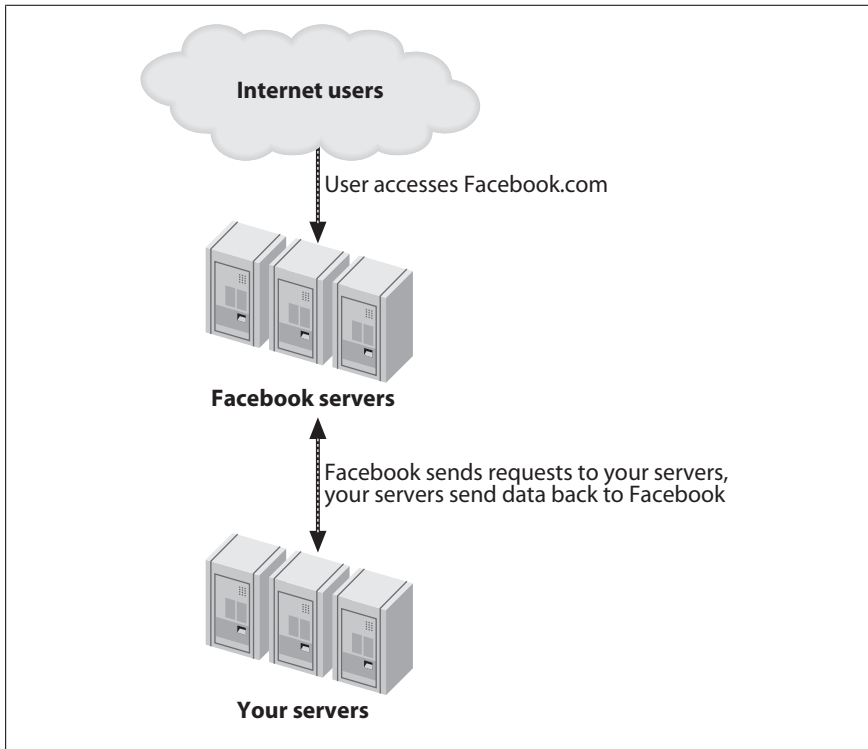 Internet users
User accesses Facebook.com
Facebook servers
Facebook sends requests to your servers,
your servers send data back to Facebook
Your servers